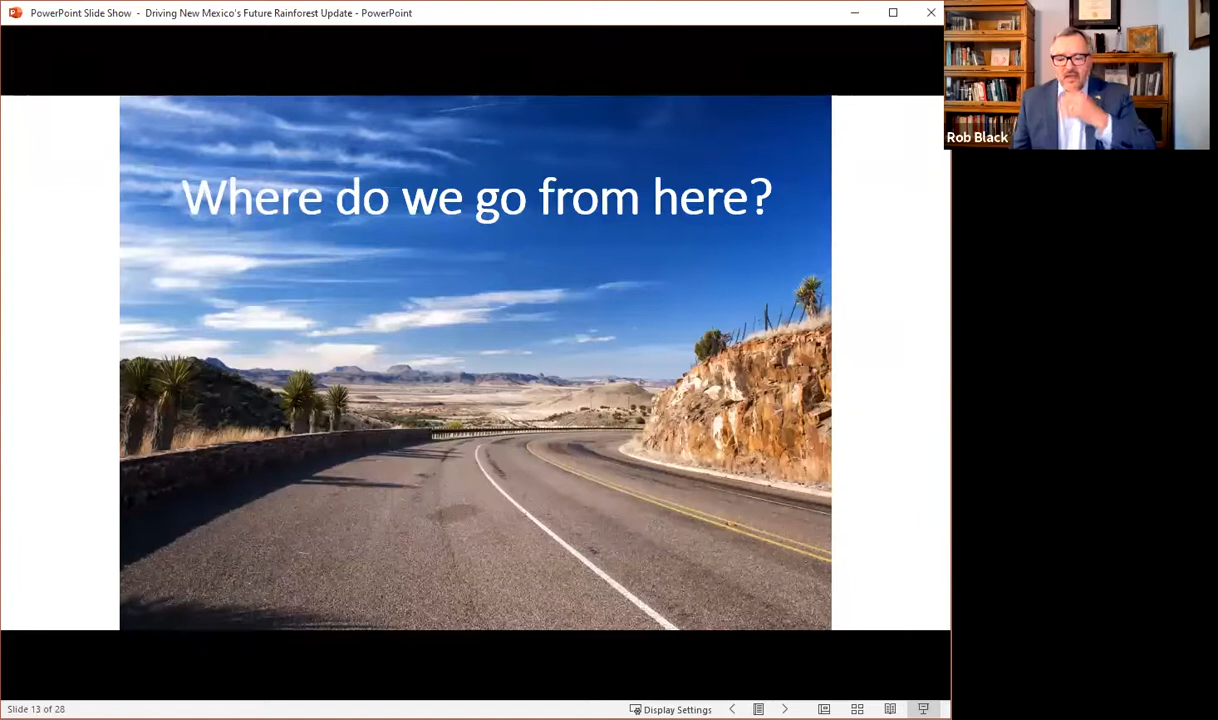 PowerPoint Slide Show - Driving New Mexico's Future Rainforest Update - PowerPoint
Rob Black
Where do we go from here?
Slide 13 of 28
Display Settings